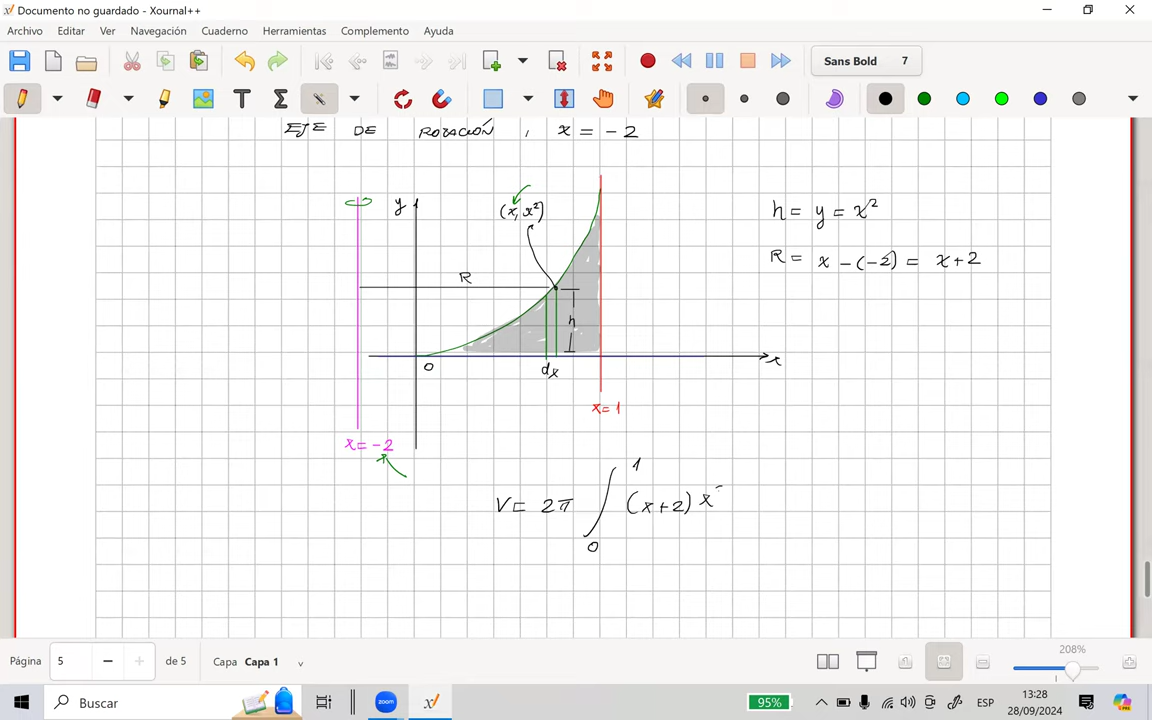 Documento no guardado - Xournal++
Archivo Editar Ver Navegación Cuaderno Herramientas Complemento Ayuda
Sans Bold 7
EJE DE ROTACIÓN , x = -2
y
(x, x²)
h = y = x²
R = x - (-2) = x+2
R
h
0
dx
x
x = 1
x = -2
1
V = 2π ∫ (x+2) x
0
Página 5 de 5 Capa Capa 1
208%
Buscar
zoom
95%
ESP
13:28
28/09/2024